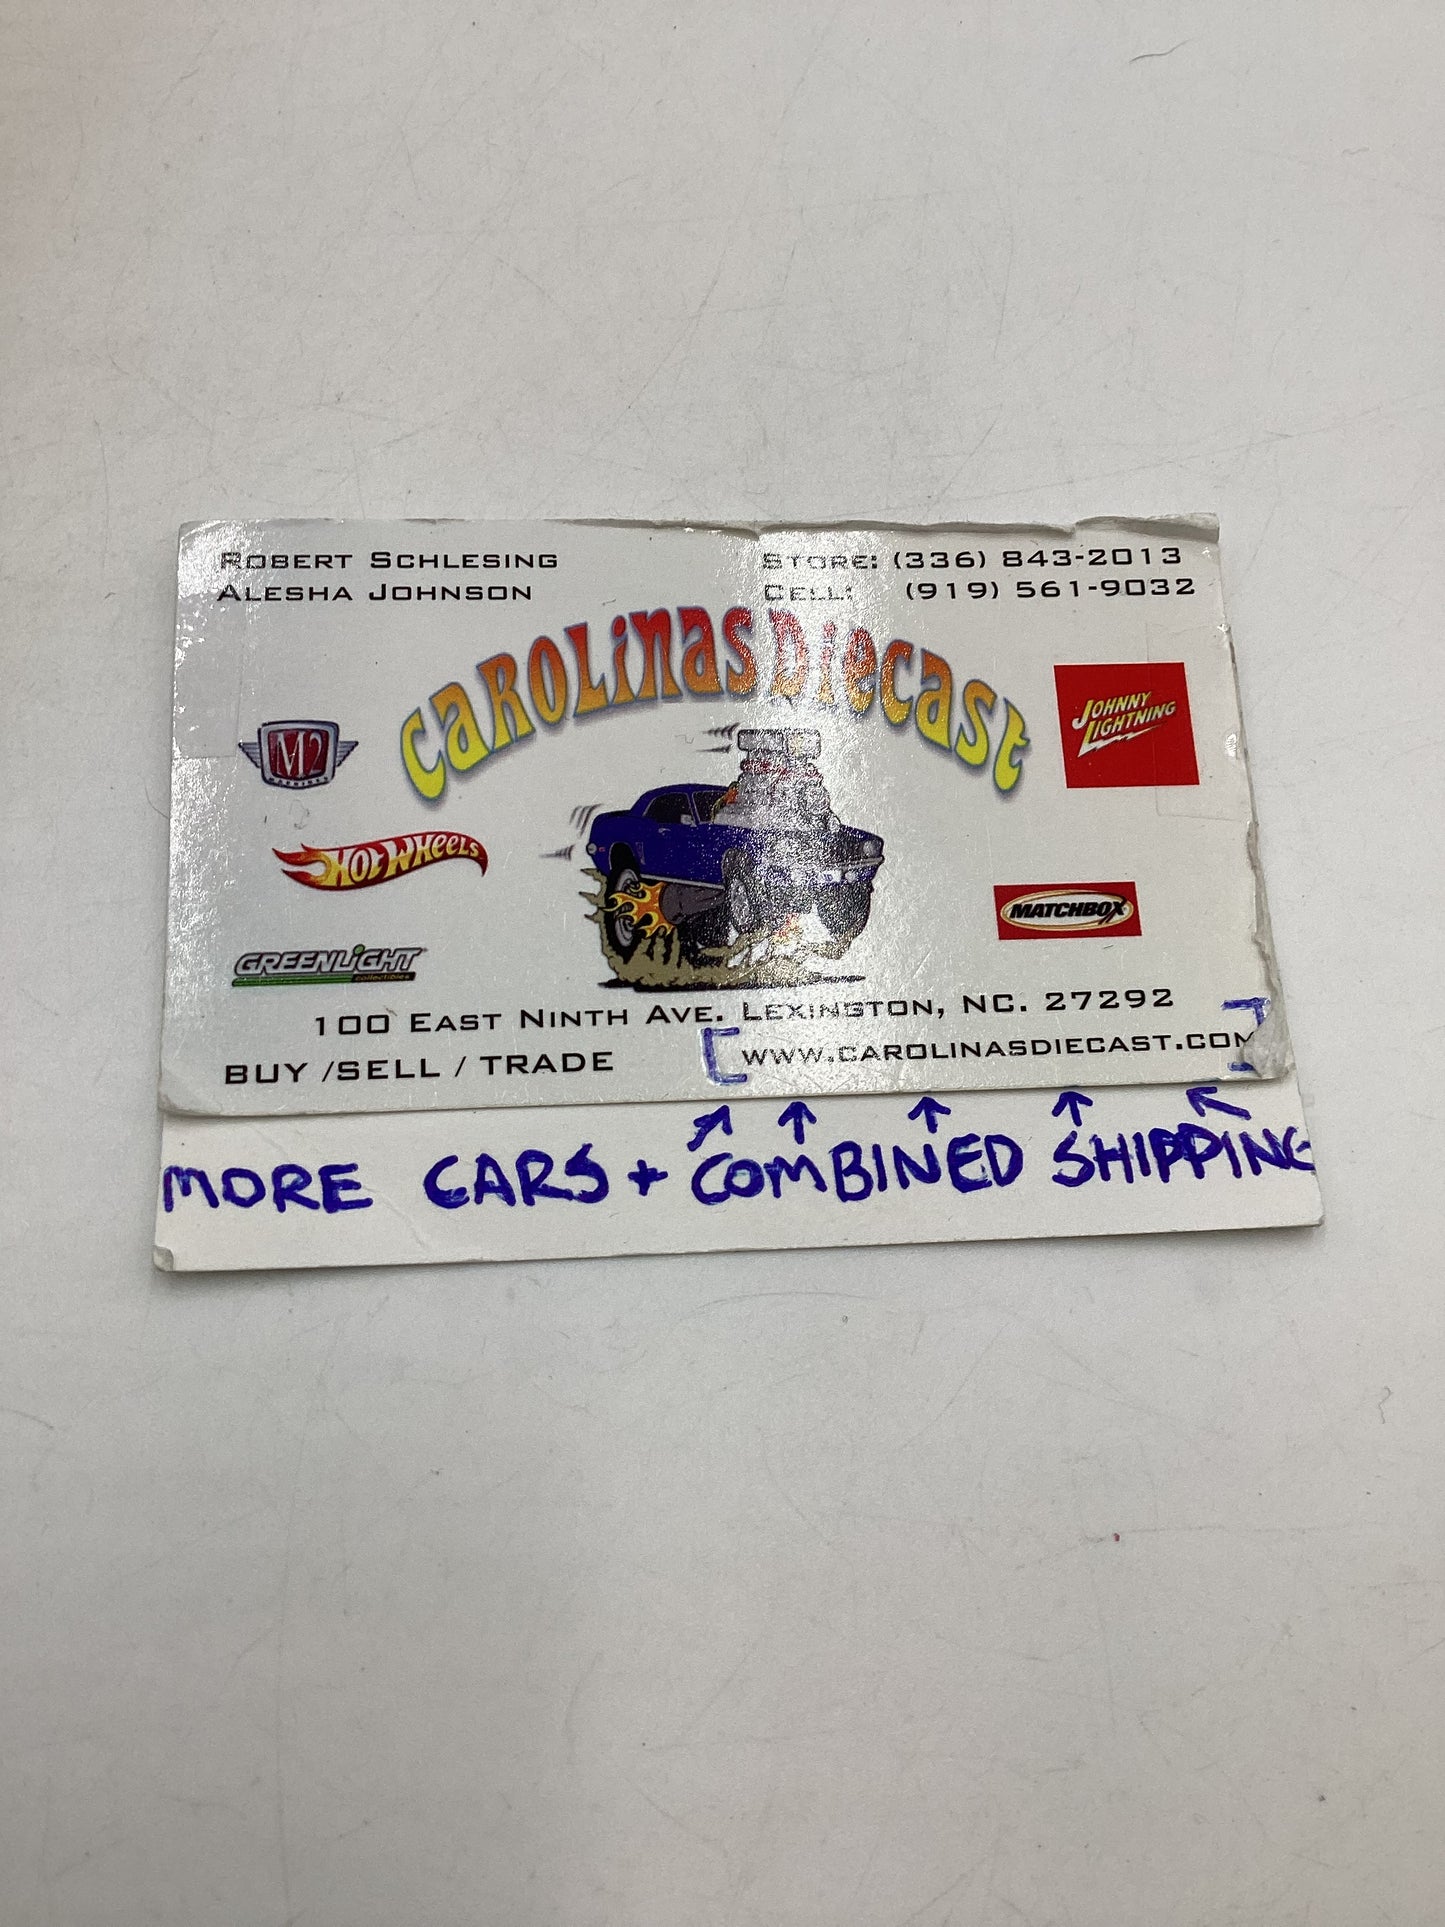 ROBERT SCHLESING
ALESHA JOHNSON
STORE: (336) 843-2013
CELL: (919) 561-9032
CAROLINAS DIECAST
M2
MACHINES
JOHNNY
LIGHTNING
HOT WHEELS
MATCHBOX
GREENLIGHT
collectibles
100 EAST NINTH AVE. LEXINGTON, NC. 27292
BUY /SELL / TRADE
[WWW.CAROLINASDIECAST.COM]
MORE CARS + COMBINED SHIPPING